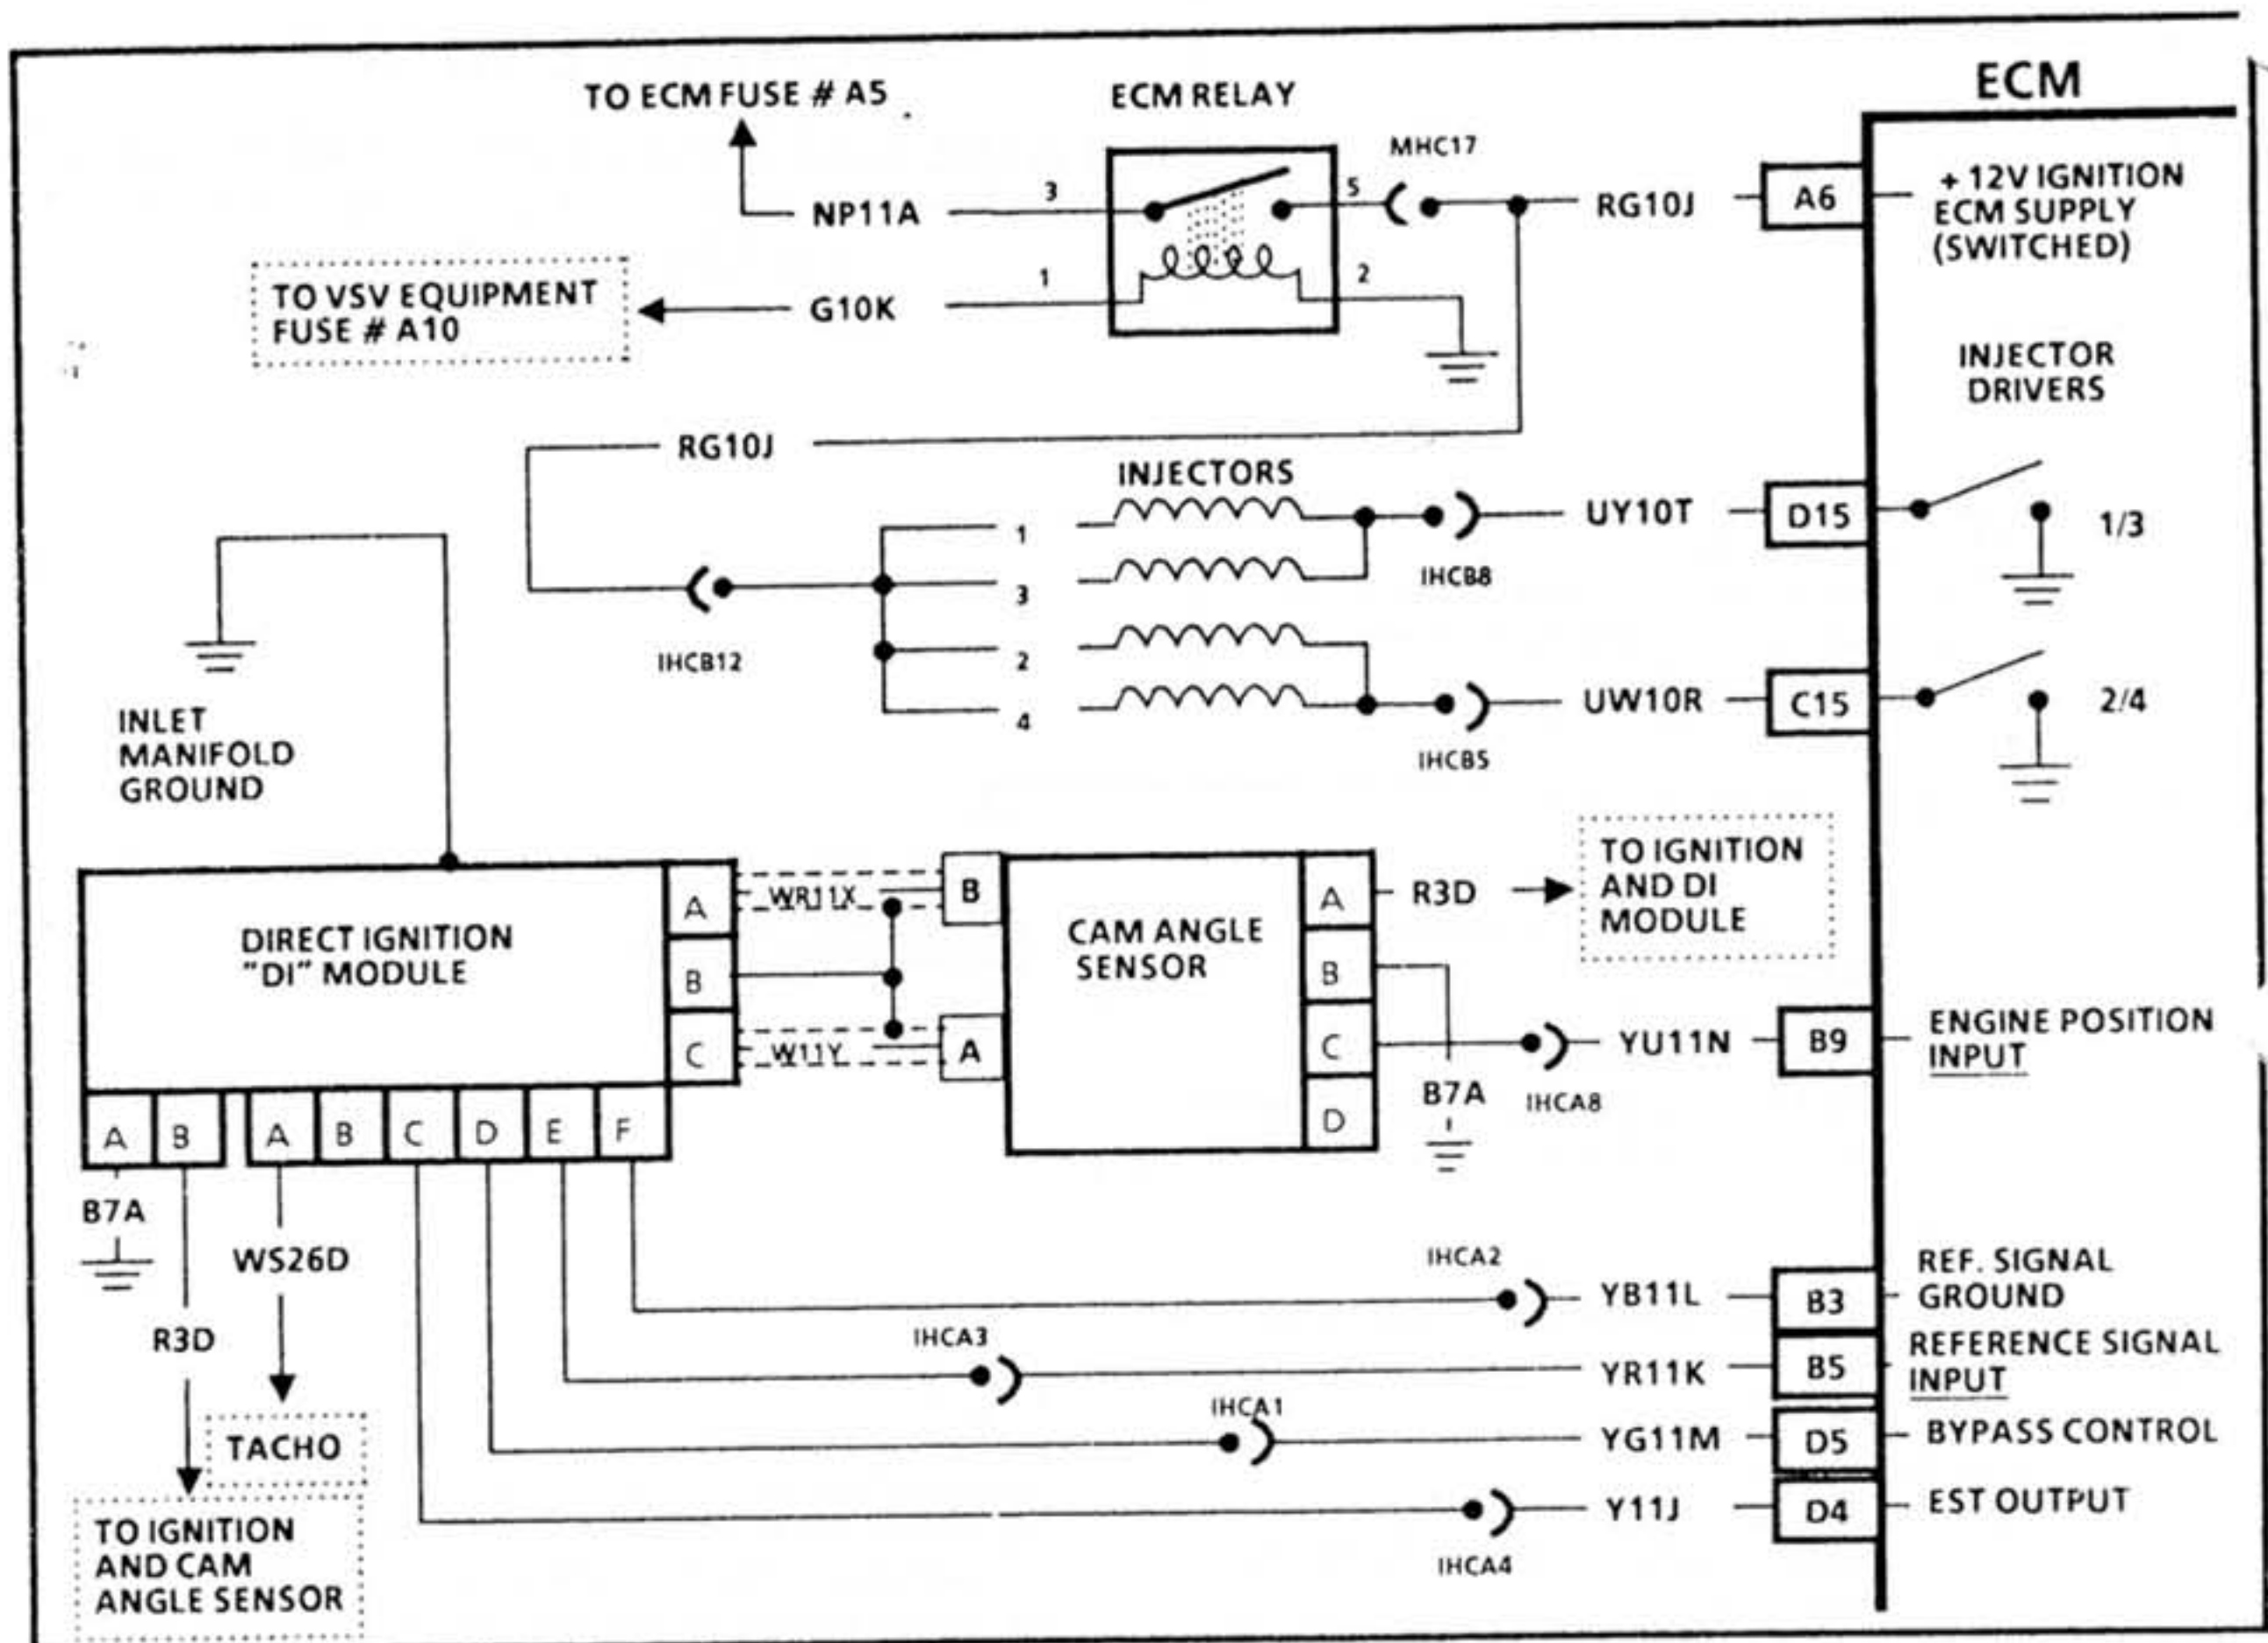 TO ECM FUSE # A5
ECM RELAY
ECM
MHC17
3
5
NP11A
RG10J
A6
+ 12V IGNITION
ECM SUPPLY
(SWITCHED)
TO VSV EQUIPMENT
FUSE # A10
G10K
1
2
INJECTOR
DRIVERS
RG10J
INJECTORS
1
3
2
4
IHCB12
UY10T
D15
1/3
IHCB8
UW10R
C15
2/4
IHCB5
INLET
MANIFOLD
GROUND
DIRECT IGNITION
"DI" MODULE
A
B
C
WR11X
W11Y
B
A
CAM ANGLE
SENSOR
A
B
C
D
R3D
TO IGNITION
AND DI
MODULE
B7A
IHCA8
YU11N
B9
ENGINE POSITION
INPUT
A
B
A
B
C
D
E
F
B7A
R3D
WS26D
TACHO
TO IGNITION
AND CAM
ANGLE SENSOR
IHCA2
YB11L
B3
REF. SIGNAL
GROUND
IHCA3
YR11K
B5
REFERENCE SIGNAL
INPUT
IHCA1
YG11M
D5
BYPASS CONTROL
IHCA4
Y11J
D4
EST OUTPUT